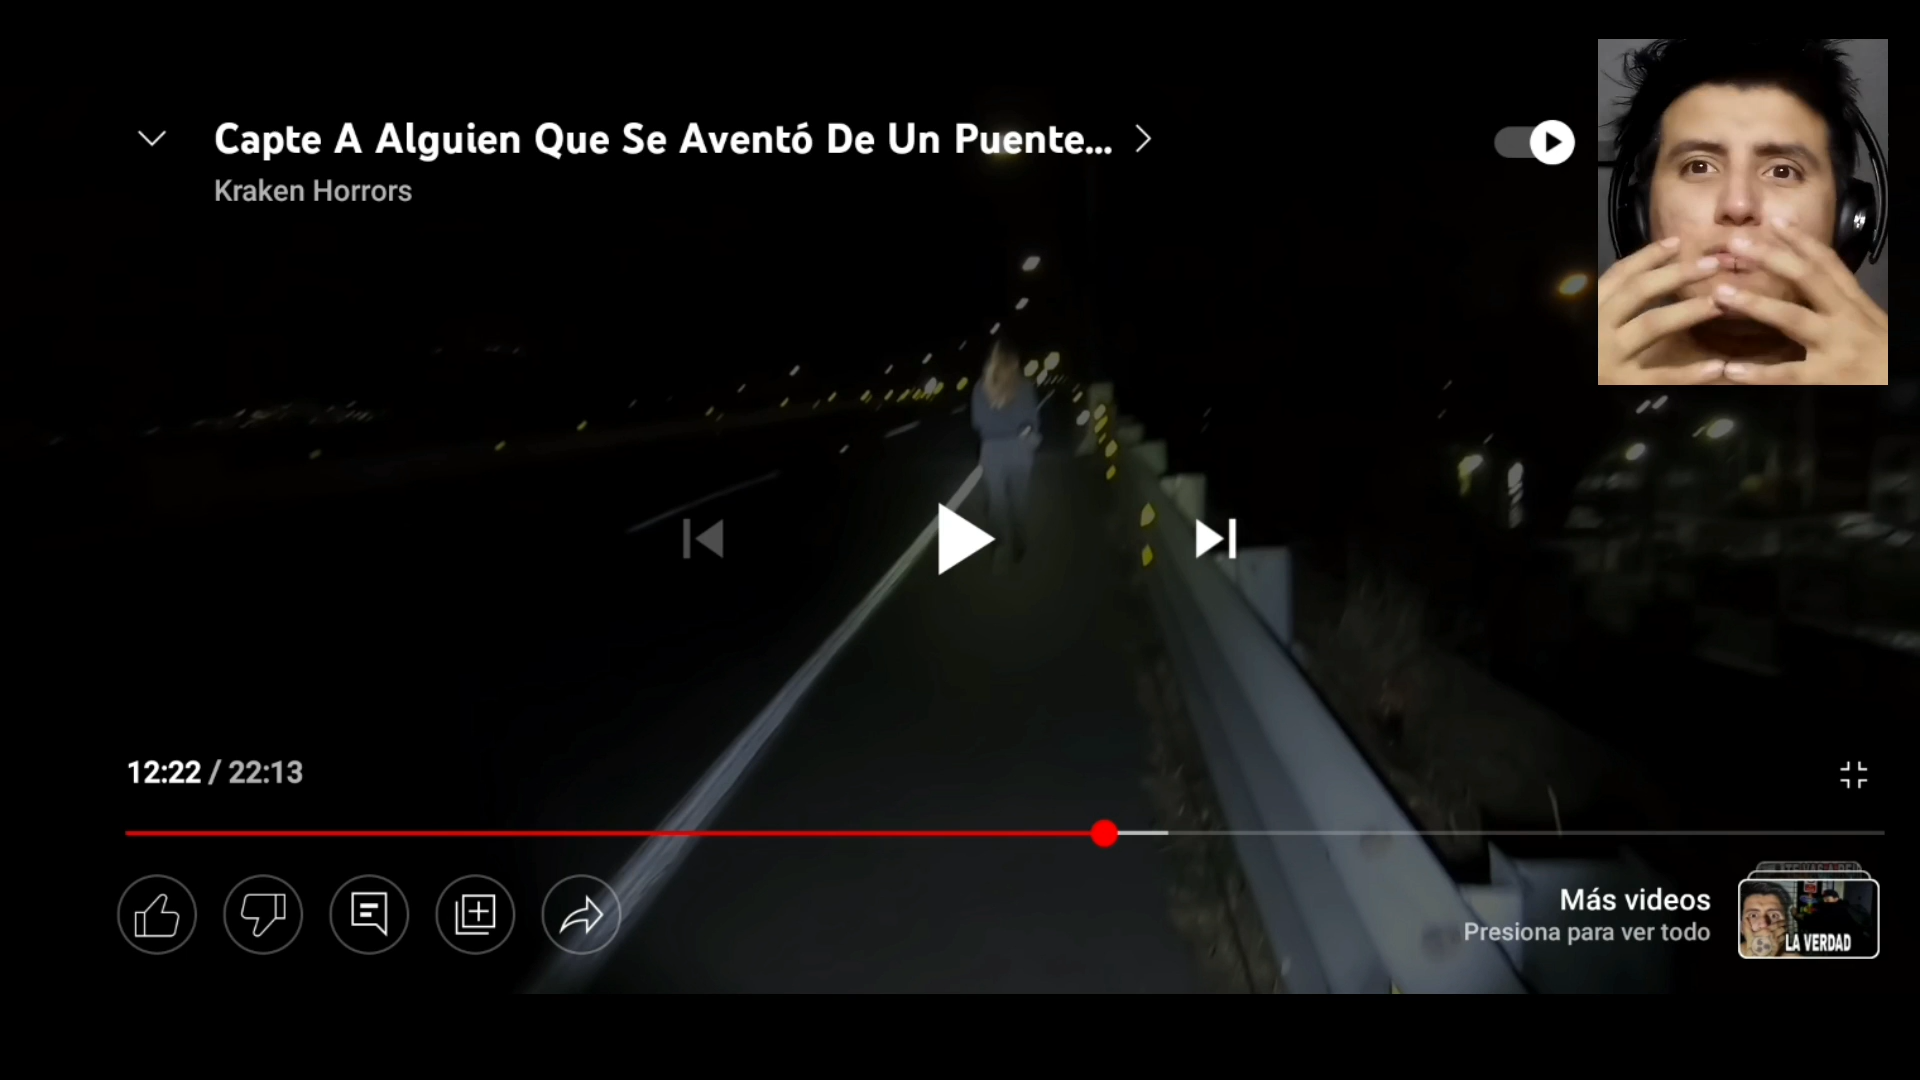 Capte A Alguien Que Se Aventó De Un Puente...
Kraken Horrors
12:22 / 22:13
Más videos
Presiona para ver todo
LA VERDAD